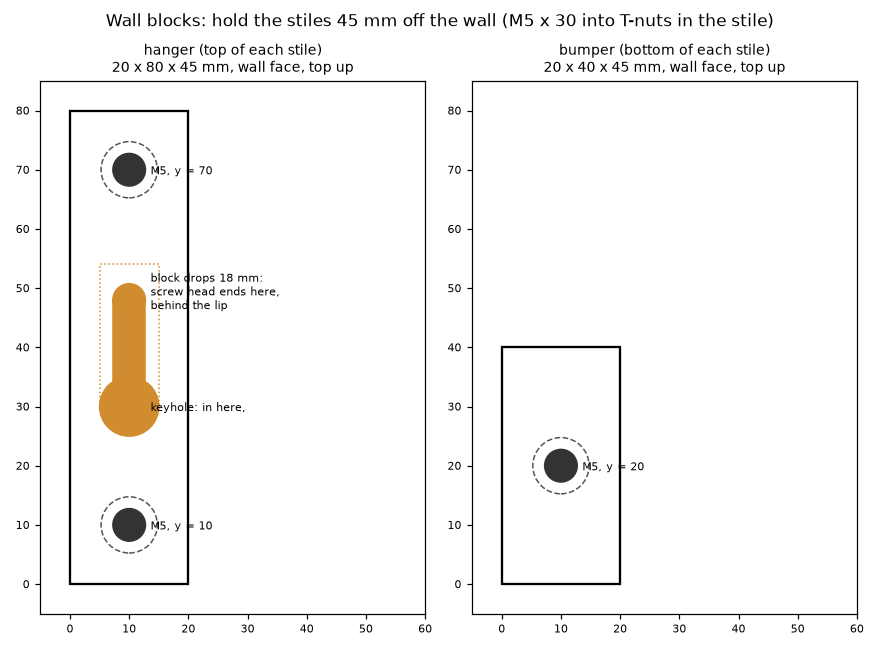 Wall blocks: hold the stiles 45 mm off the wall (M5 x 30 into T-nuts in the stile)
hanger (top of each stile)
20 x 80 x 45 mm, wall face, top up
80
70
60
50
40
30
20
10
0
M5, y = 70
block drops 18 mm:
screw head ends here,
behind the lip
keyhole: in here,
M5, y = 10
0
10
20
30
40
50
60
bumper (bottom of each stile)
20 x 40 x 45 mm, wall face, top up
80
70
60
50
40
30
20
10
0
M5, y = 20
0
10
20
30
40
50
60